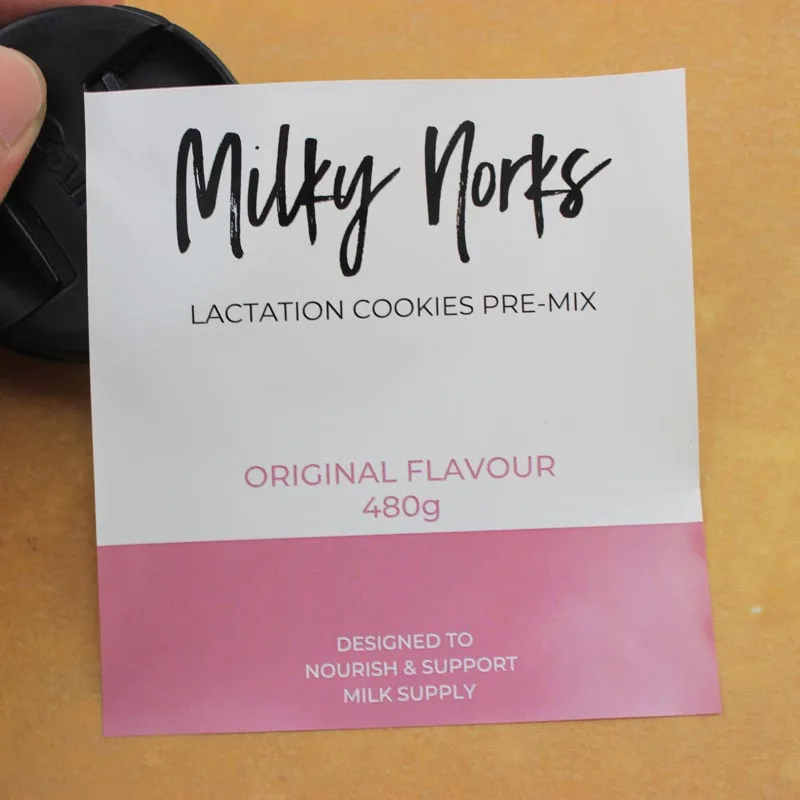 Milky Norks
LACTATION COOKIES PRE-MIX
ORIGINAL FLAVOUR
480g
DESIGNED TO
NOURISH & SUPPORT
MILK SUPPLY